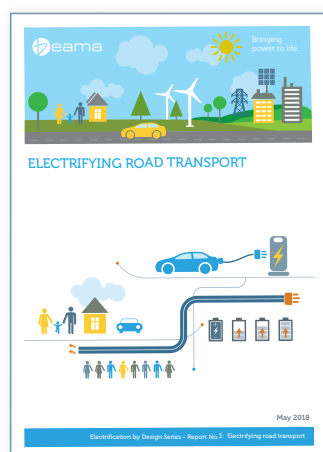 beama
Bringing
power to life
ELECTRIFYING ROAD TRANSPORT
May 2018
Electrification by Design Series - Report No.3: Electrifying road transport